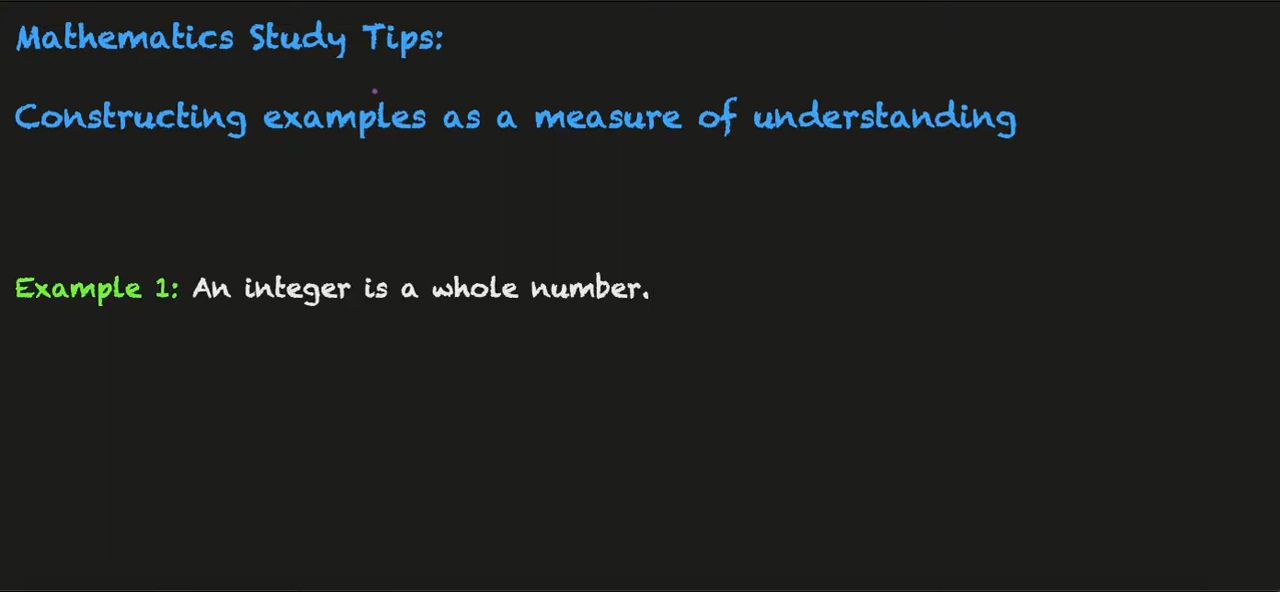 Mathematics Study Tips:
Constructing examples as a measure of understanding
Example 1: An integer is a whole number.